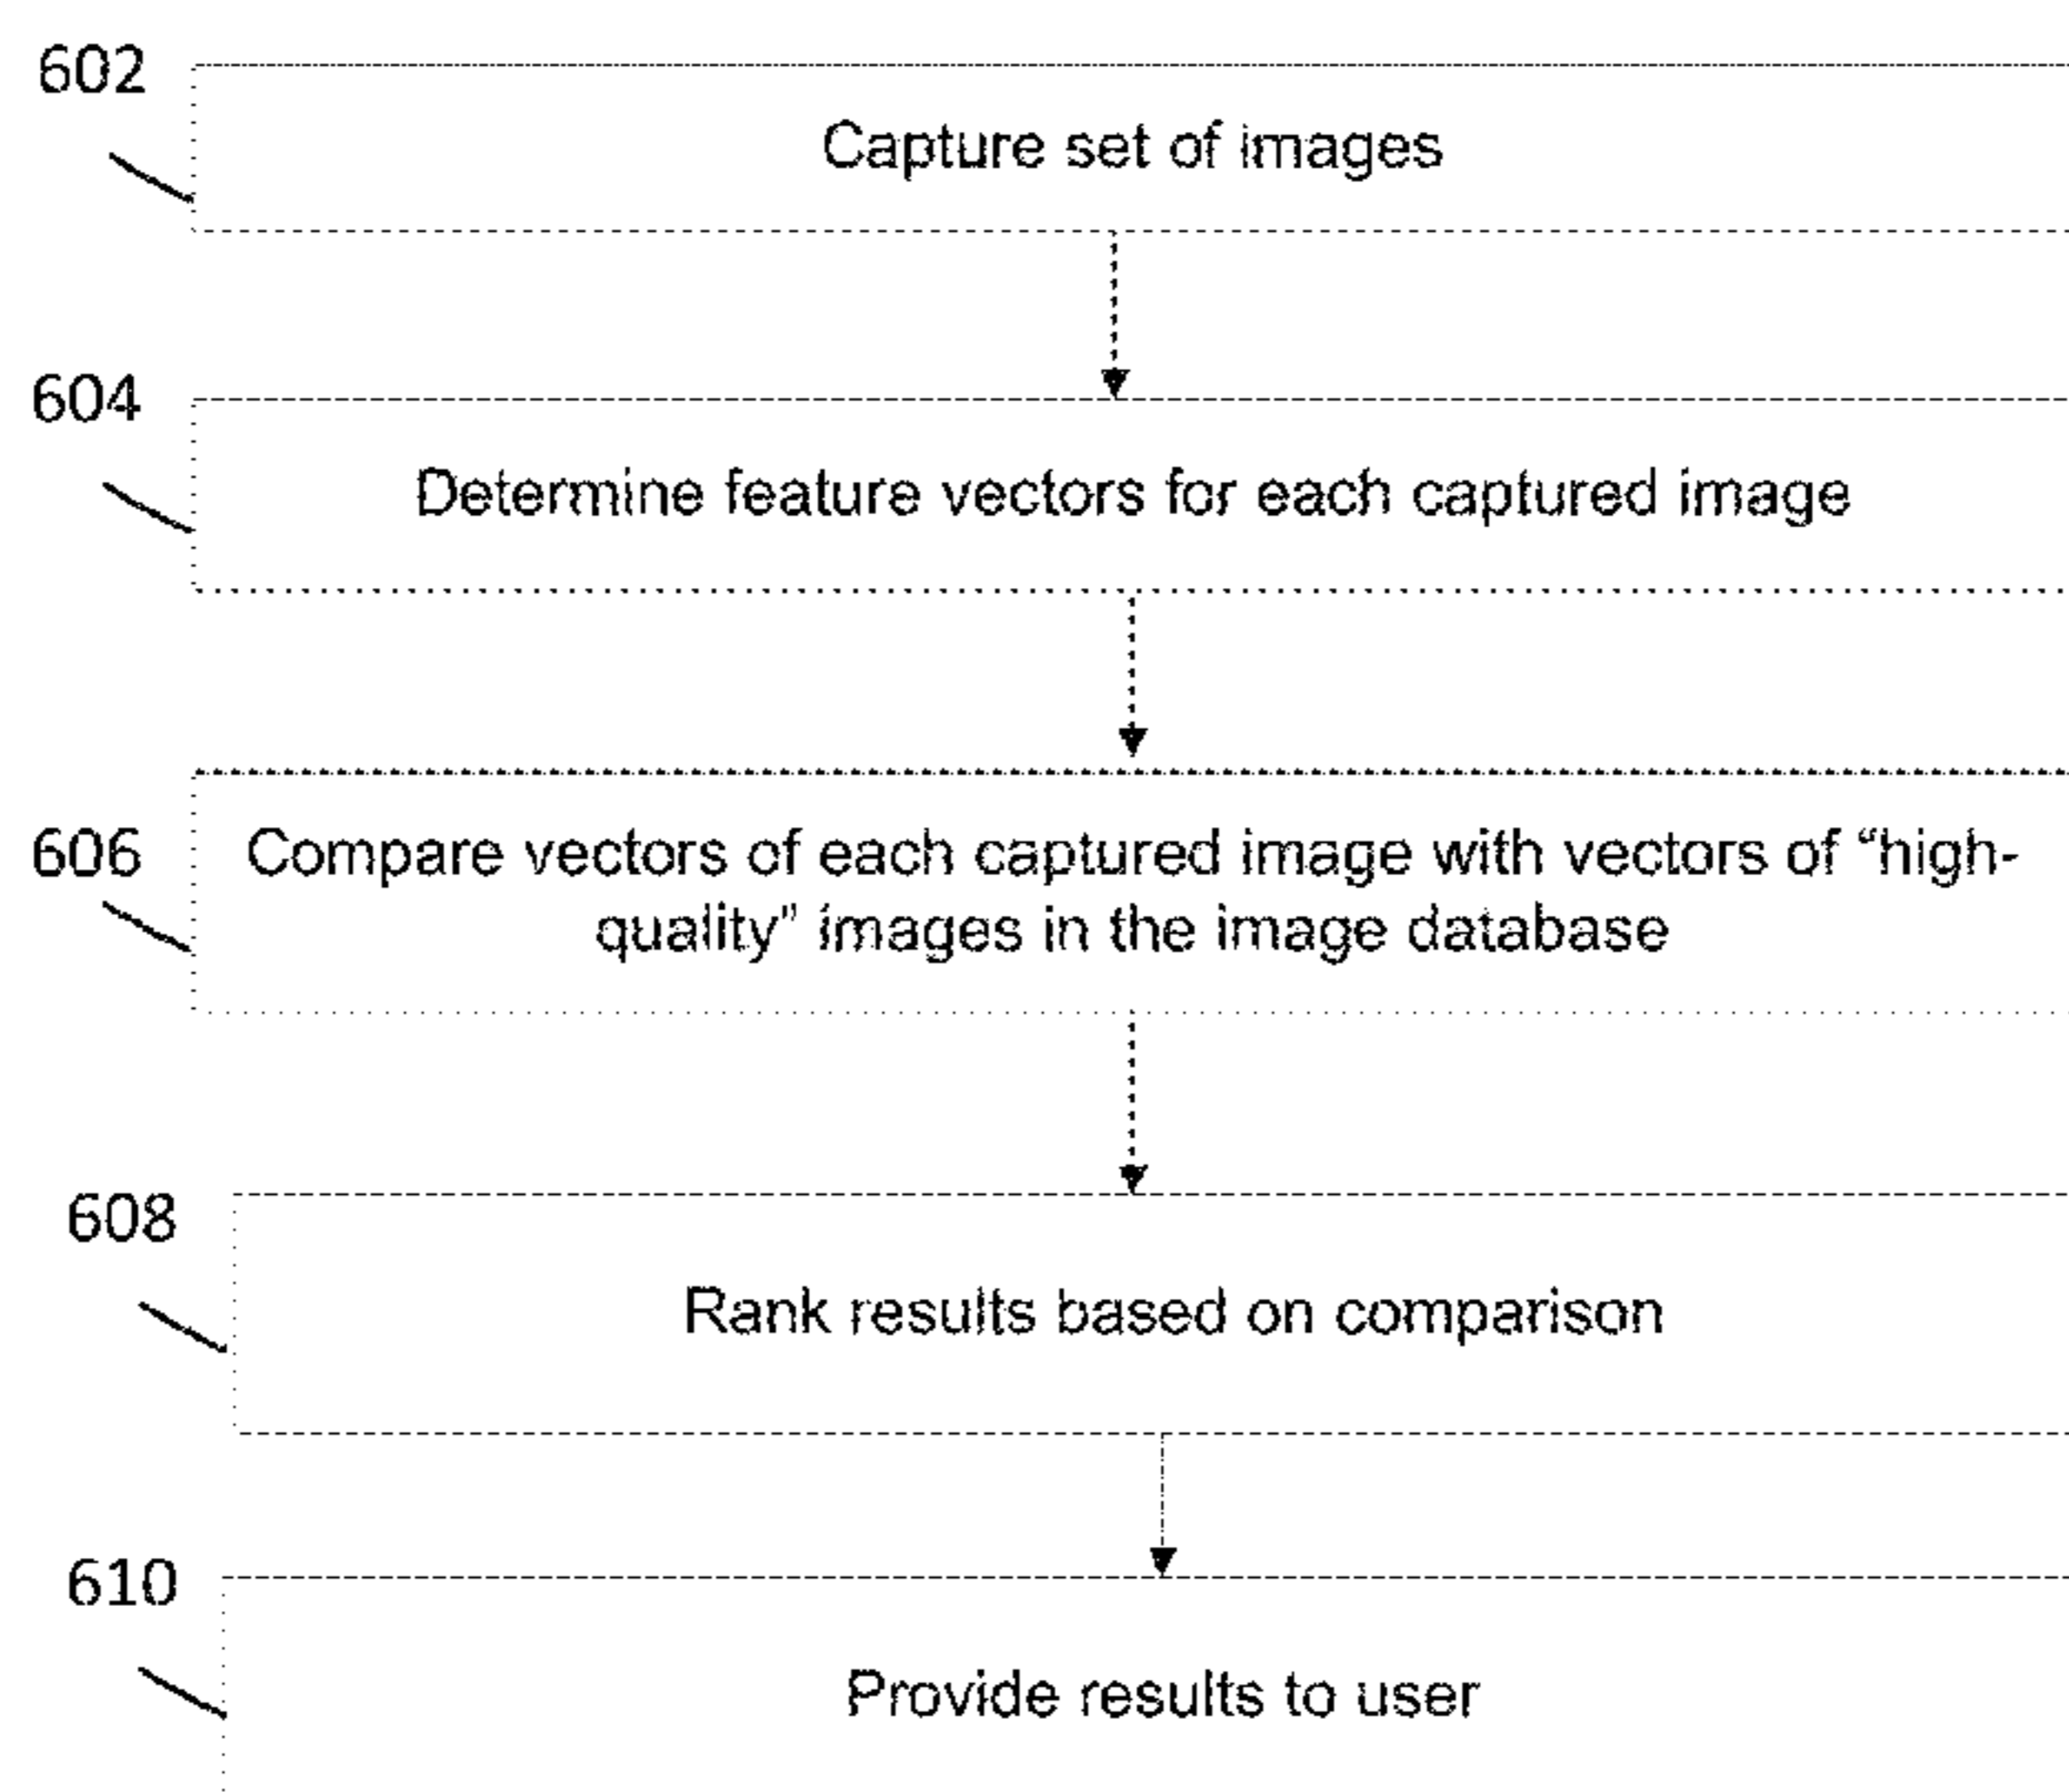 602
Capture set of images
604
Determine feature vectors for each captured image
606
Compare vectors of each captured image with vectors of “high-
quality” images in the image database
608
Rank results based on comparison
610
Provide results to user